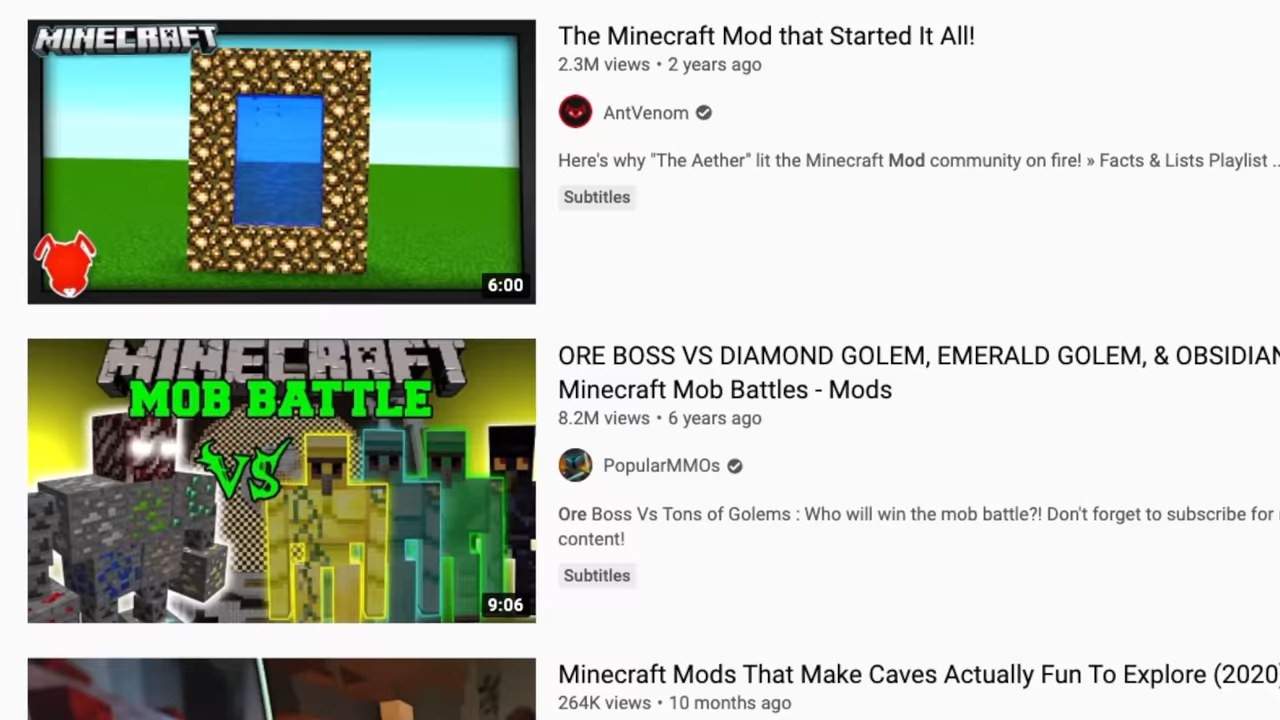 MINECRAFT
6:00
The Minecraft Mod that Started It All!
2.3M views • 2 years ago
AntVenom
Here's why "The Aether" lit the Minecraft Mod community on fire! » Facts & Lists Playlist ...
Subtitles
MINECRAFT
MOB BATTLE
VS
9:06
ORE BOSS VS DIAMOND GOLEM, EMERALD GOLEM, & OBSIDIAN
Minecraft Mob Battles - Mods
8.2M views • 6 years ago
PopularMMOs
Ore Boss Vs Tons of Golems : Who will win the mob battle?! Don't forget to subscribe for
content!
Subtitles
Minecraft Mods That Make Caves Actually Fun To Explore (2020)
264K views • 10 months ago